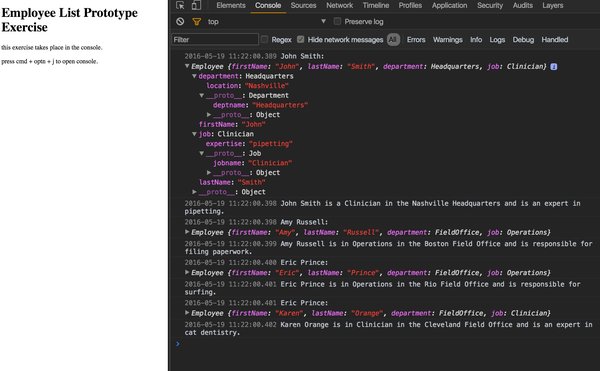 Employee List Prototype
Exercise
this exercise takes place in the console.
press cmd + optn + j to open console.
Elements Console Sources Network Timeline Profiles Resources Security Audits
top Preserve log
Filter Regex Hide network messages All Errors Warnings Info Logs Debug Handled
2016-05-19 11:22:00.389 John Smith:
Employee {firstName: "John", lastName: "Smith", department: Headquarters, job: Clinician}
department: Headquarters
location: "Nashville"
__proto__: Department
deptname: "Headquarters"
__proto__: Object
firstName: "John"
job: Clinician
expertise: "pipetting"
__proto__: Job
jobname: "Clinician"
__proto__: Object
lastName: "Smith"
__proto__: Object
2016-05-19 11:22:00.398 John Smith is a Clinician in the Nashville Headquarters and is an expert in
pipetting.
2016-05-19 11:22:00.398 Amy Russell:
Employee {firstName: "Amy", lastName: "Russell", department: FieldOffice, job: Operations}
2016-05-19 11:22:00.399 Amy Russell is in Operations in the Boston Field Office and is responsible for
filing paperwork.
2016-05-19 11:22:00.400 Eric Prince:
Employee {firstName: "Eric", lastName: "Prince", department: FieldOffice, job: Operations}
2016-05-19 11:22:00.401 Eric Prince is in Operations in the Rio Field Office and is responsible for
surfing.
2016-05-19 11:22:00.401 Eric Prince:
Employee {firstName: "Karen", lastName: "Orange", department: FieldOffice, job: Clinician}
2016-05-19 11:22:00.402 Karen Orange is in Clinician in the Cleveland Field Office and is an expert in
cat dentistry.